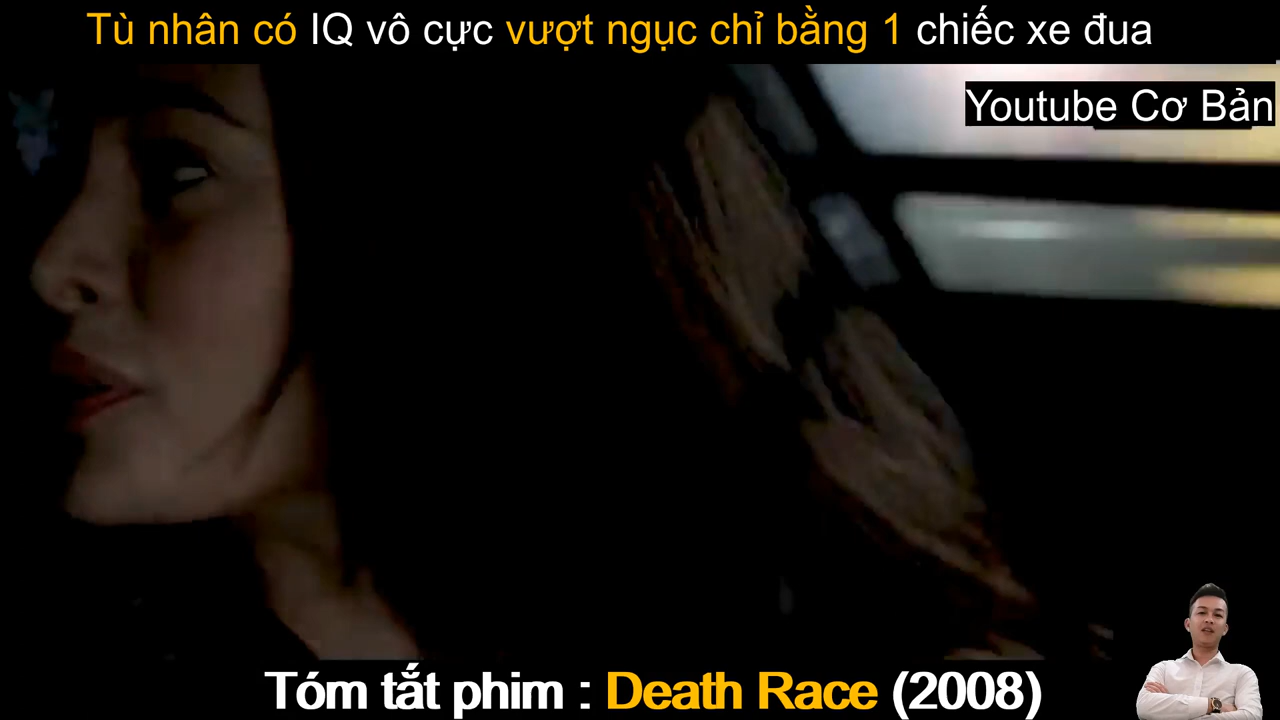 Tù nhân có IQ vô cực vượt ngục chỉ bằng 1 chiếc xe đua
Youtube Cơ Bản
Tóm tắt phim : Death Race (2008)